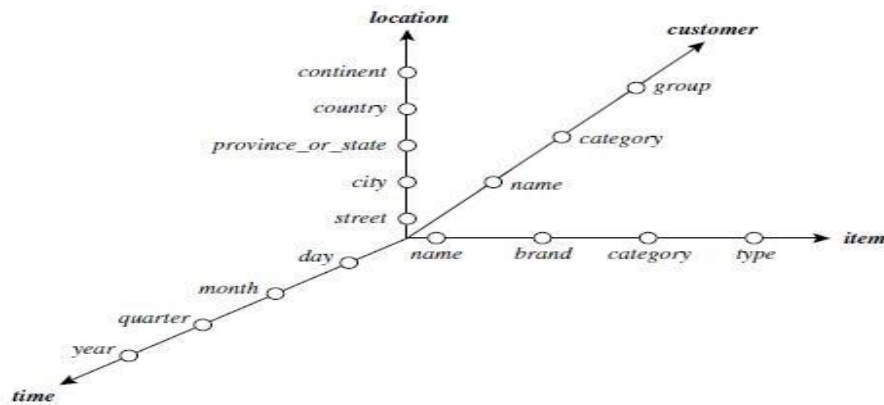 location
customer
continent
group
country
category
province_or_state
city
name
street
item
day
name
brand
category
type
month
quarter
year
time